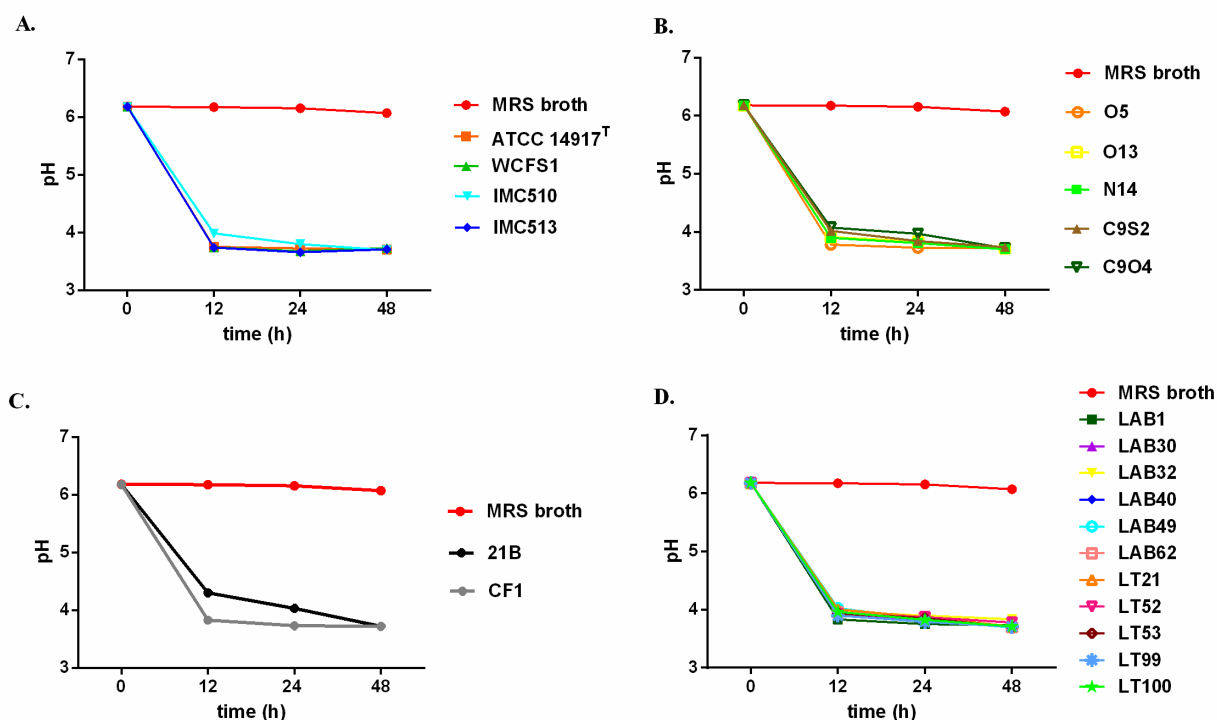 A.
7
6
5
4
3
pH
0
12
24
48
time (h)
MRS broth
ATCC 14917T
WCFS1
IMC510
IMC513
B.
7
6
5
4
3
pH
0
12
24
48
time (h)
MRS broth
O5
O13
N14
C9S2
C9O4
C.
7
6
5
4
3
pH
0
12
24
48
time (h)
MRS broth
21B
CF1
D.
7
6
5
4
3
pH
0
12
24
48
time (h)
MRS broth
LAB1
LAB30
LAB32
LAB40
LAB49
LAB62
LT21
LT52
LT53
LT99
LT100